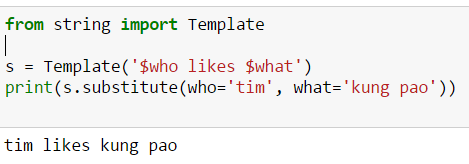 from string import Template
s = Template('$who likes $what')
print(s.substitute(who='tim', what='kung pao'))
tim likes kung pao